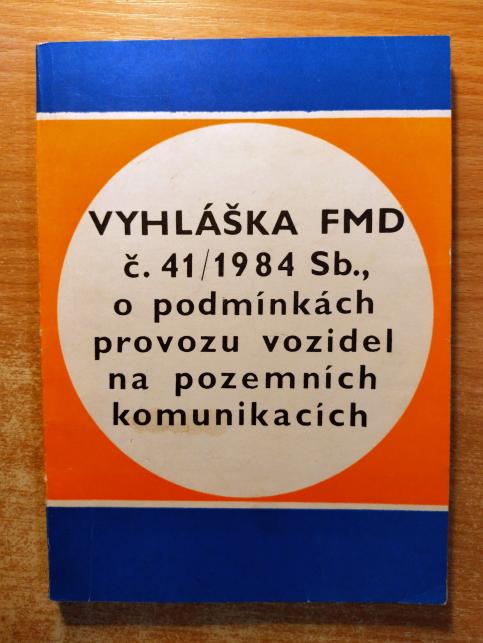 VYHLÁŠKA FMD
č. 41/1984 Sb.,
o podmínkách
provozu vozidel
na pozemních
komunikacích